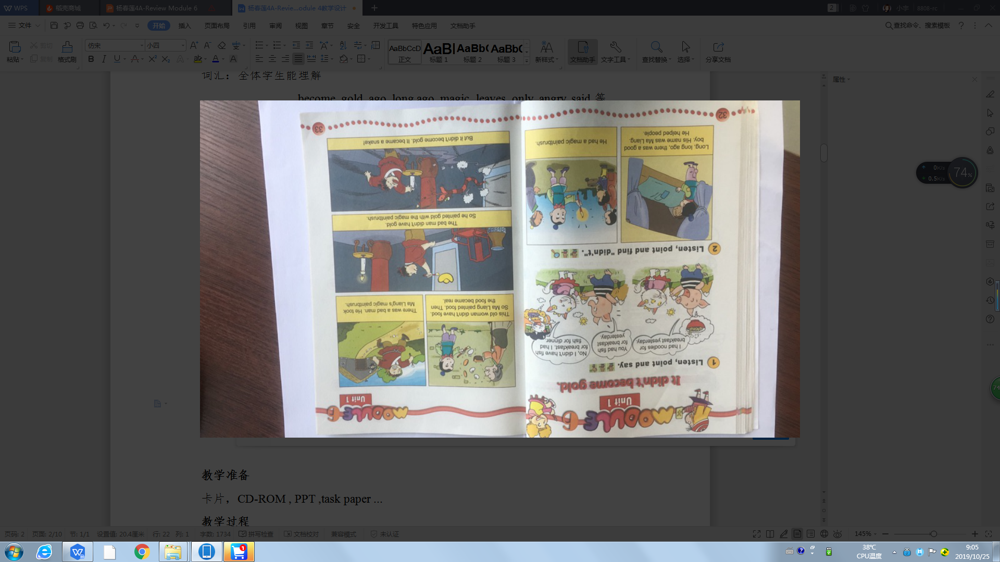 WPS
稻壳商城
杨春莲4A-Review Module 6
杨春莲4A-Revie...odule 4教学设计
2
小宇
8808-rc
文件
开始
插入
页面布局
引用
审阅
视图
章节
安全
开发工具
特色应用
文档助手
查找命令、搜索模板
粘贴
剪切
复制
格式刷
仿宋
小四
AaBbCcD
正文
AaBl
标题 1
AaBb(
标题 2
AaBbC
标题 3
新样式
文档助手
文字工具
查找替换
选择
分享文档
属性
词汇：全体学生能理解
become gold ago long ago magic leaves only angry said 等
MODULE 6
Unit 1
It didn't become gold.
1 Listen, point and say.
I had noodles for
breakfast yesterday.
You had fish
for breakfast
yesterday.
No, I didn't have fish
for breakfast. I had
fish for dinner.
2 Listen, point and find "didn't".
Long, long ago, there was a good
boy. His name was Ma Liang.
He helped people.
He had a magic paintbrush.
32
MODULE 6
Unit 1
This old woman didn't have food.
So Ma Liang painted food. Then
the food became real.
There was a bad man. He took
Ma Liang's magic paintbrush.
The bad man didn't have gold.
So he painted gold with the magic paintbrush.
But it didn't become gold. It became a snake!
33
0K/s
0.5K/s
74%
74
教学准备
卡片，CD-ROM , PPT ,task paper ...
教学过程
页码: 2
页面: 2/10
节: 1/1
设置值: 20.4厘米
行: 22
列: 1
字数: 1734
拼写检查
文档校对
兼容模式
未认证
145%
1
38℃
CPU温度
9:05
2019/10/25